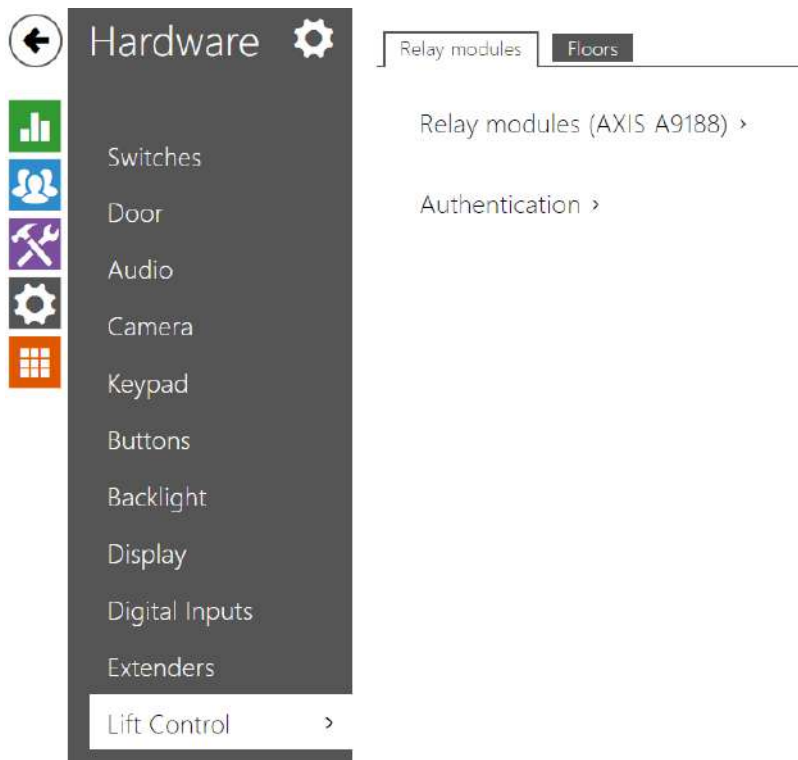 Hardware
Switches
Door
Audio
Camera
Keypad
Buttons
Backlight
Display
Digital Inputs
Extenders
Lift Control
Relay modules
Floors
Relay modules (AXIS A9188)
Authentication